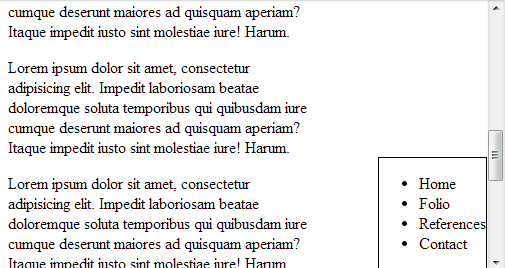 cumque deserunt maiores ad quisquam aperiam?
Itaque impedit iusto sint molestiae iure! Harum.
Lorem ipsum dolor sit amet, consectetur
adipisicing elit. Impedit laboriosam beatae
doloremque soluta temporibus qui quibusdam iure
cumque deserunt maiores ad quisquam aperiam?
Itaque impedit iusto sint molestiae iure! Harum.
Lorem ipsum dolor sit amet, consectetur
adipisicing elit. Impedit laboriosam beatae
doloremque soluta temporibus qui quibusdam iure
cumque deserunt maiores ad quisquam aperiam?
Itaque impedit iusto sint molestiae iure! Harum.
Home
Folio
References
Contact